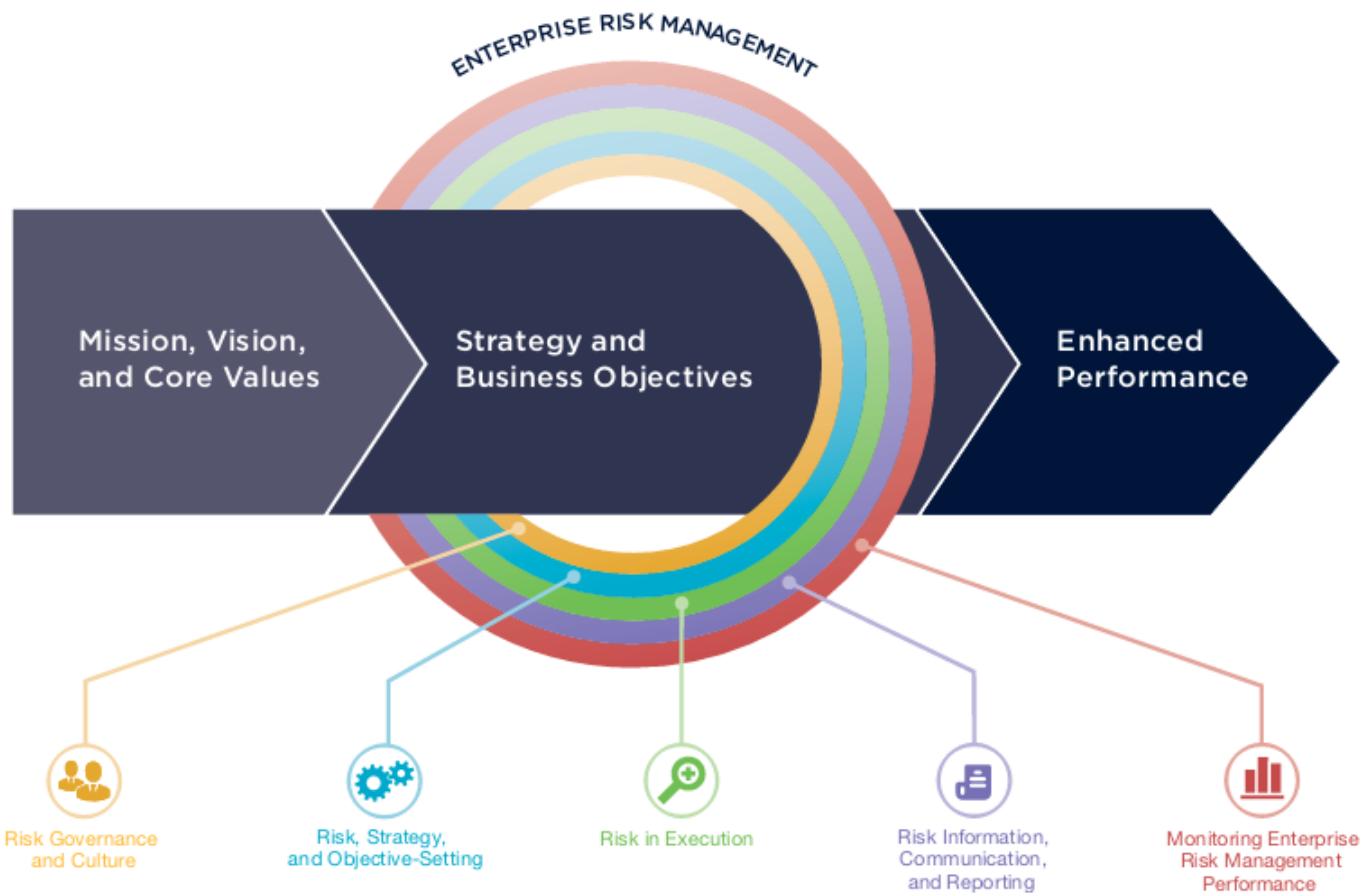 ENTERPRISE RISK MANAGEMENT
Mission, Vision,
and Core Values
Strategy and
Business Objectives
Enhanced
Performance
Risk Governance
and Culture
Risk, Strategy,
and Objective-Setting
Risk in Execution
Risk Information,
Communication,
and Reporting
Monitoring Enterprise
Risk Management
Performance